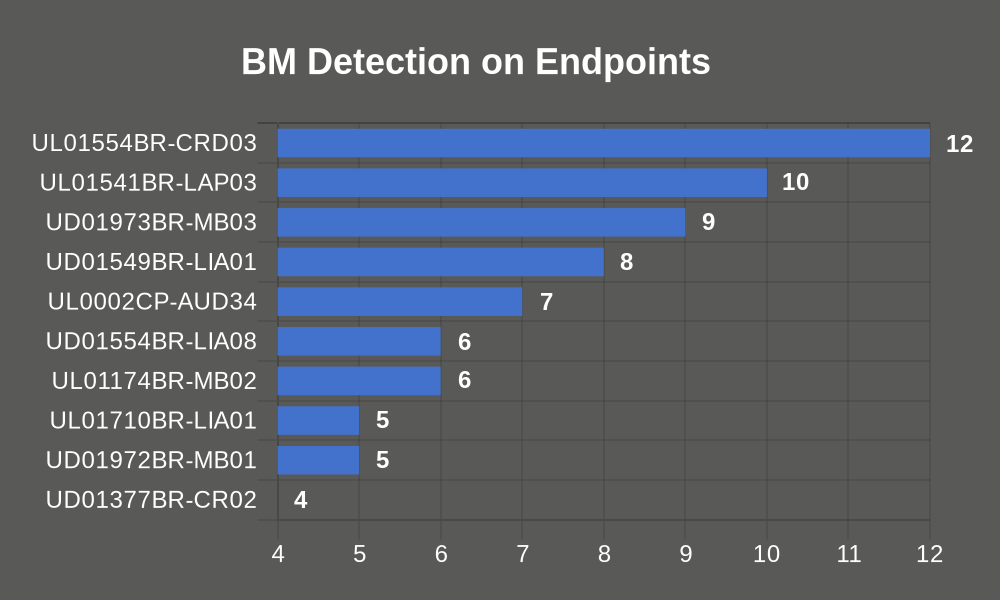 BM Detection on Endpoints
UL01554BR-CRD03 12
UL01541BR-LAP03 10
UD01973BR-MB03 9
UD01549BR-LIA01 8
UL0002CP-AUD34 7
UD01554BR-LIA08 6
UL01174BR-MB02 6
UL01710BR-LIA01 5
UD01972BR-MB01 5
UD01377BR-CR02 4
4 5 6 7 8 9 10 11 12